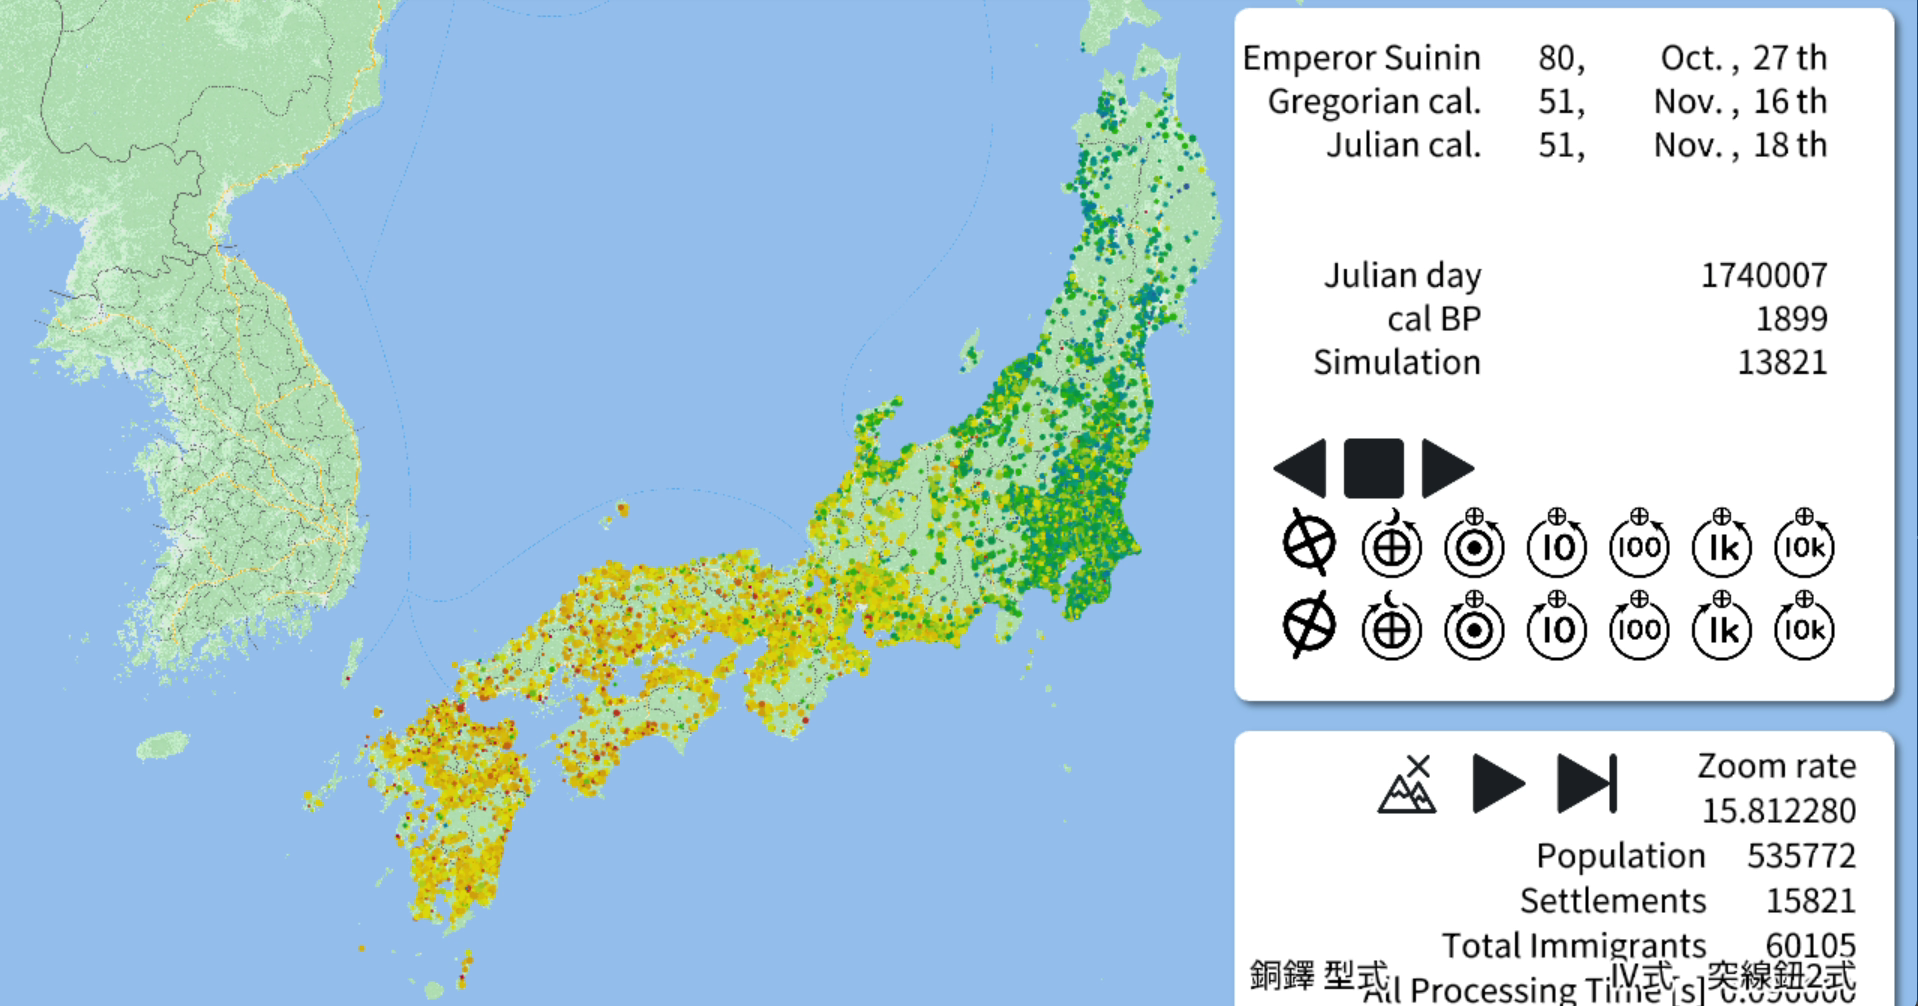 Emperor Suinin 80, Oct. , 27 th
Gregorian cal. 51, Nov. , 16 th
Julian cal. 51, Nov. , 18 th
Julian day 1740007
cal BP 1899
Simulation 13821
10 100 1k 10k
10 100 1k 10k
Zoom rate
15.812280
Population 535772
Settlements 15821
Total Immigrants 60105
銅鐸 型式 Ⅳ式 突線鈕2式
All Processing Time [s]